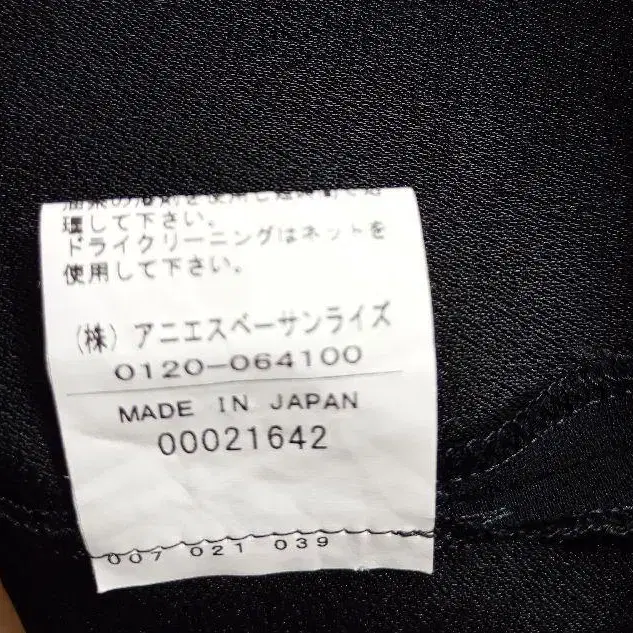 理して下さい。
ドライクリーニングはネットを
使用して下さい。
(株)アニエスベーサンライズ
0120-064100
MADE IN JAPAN
00021642
007 021 039